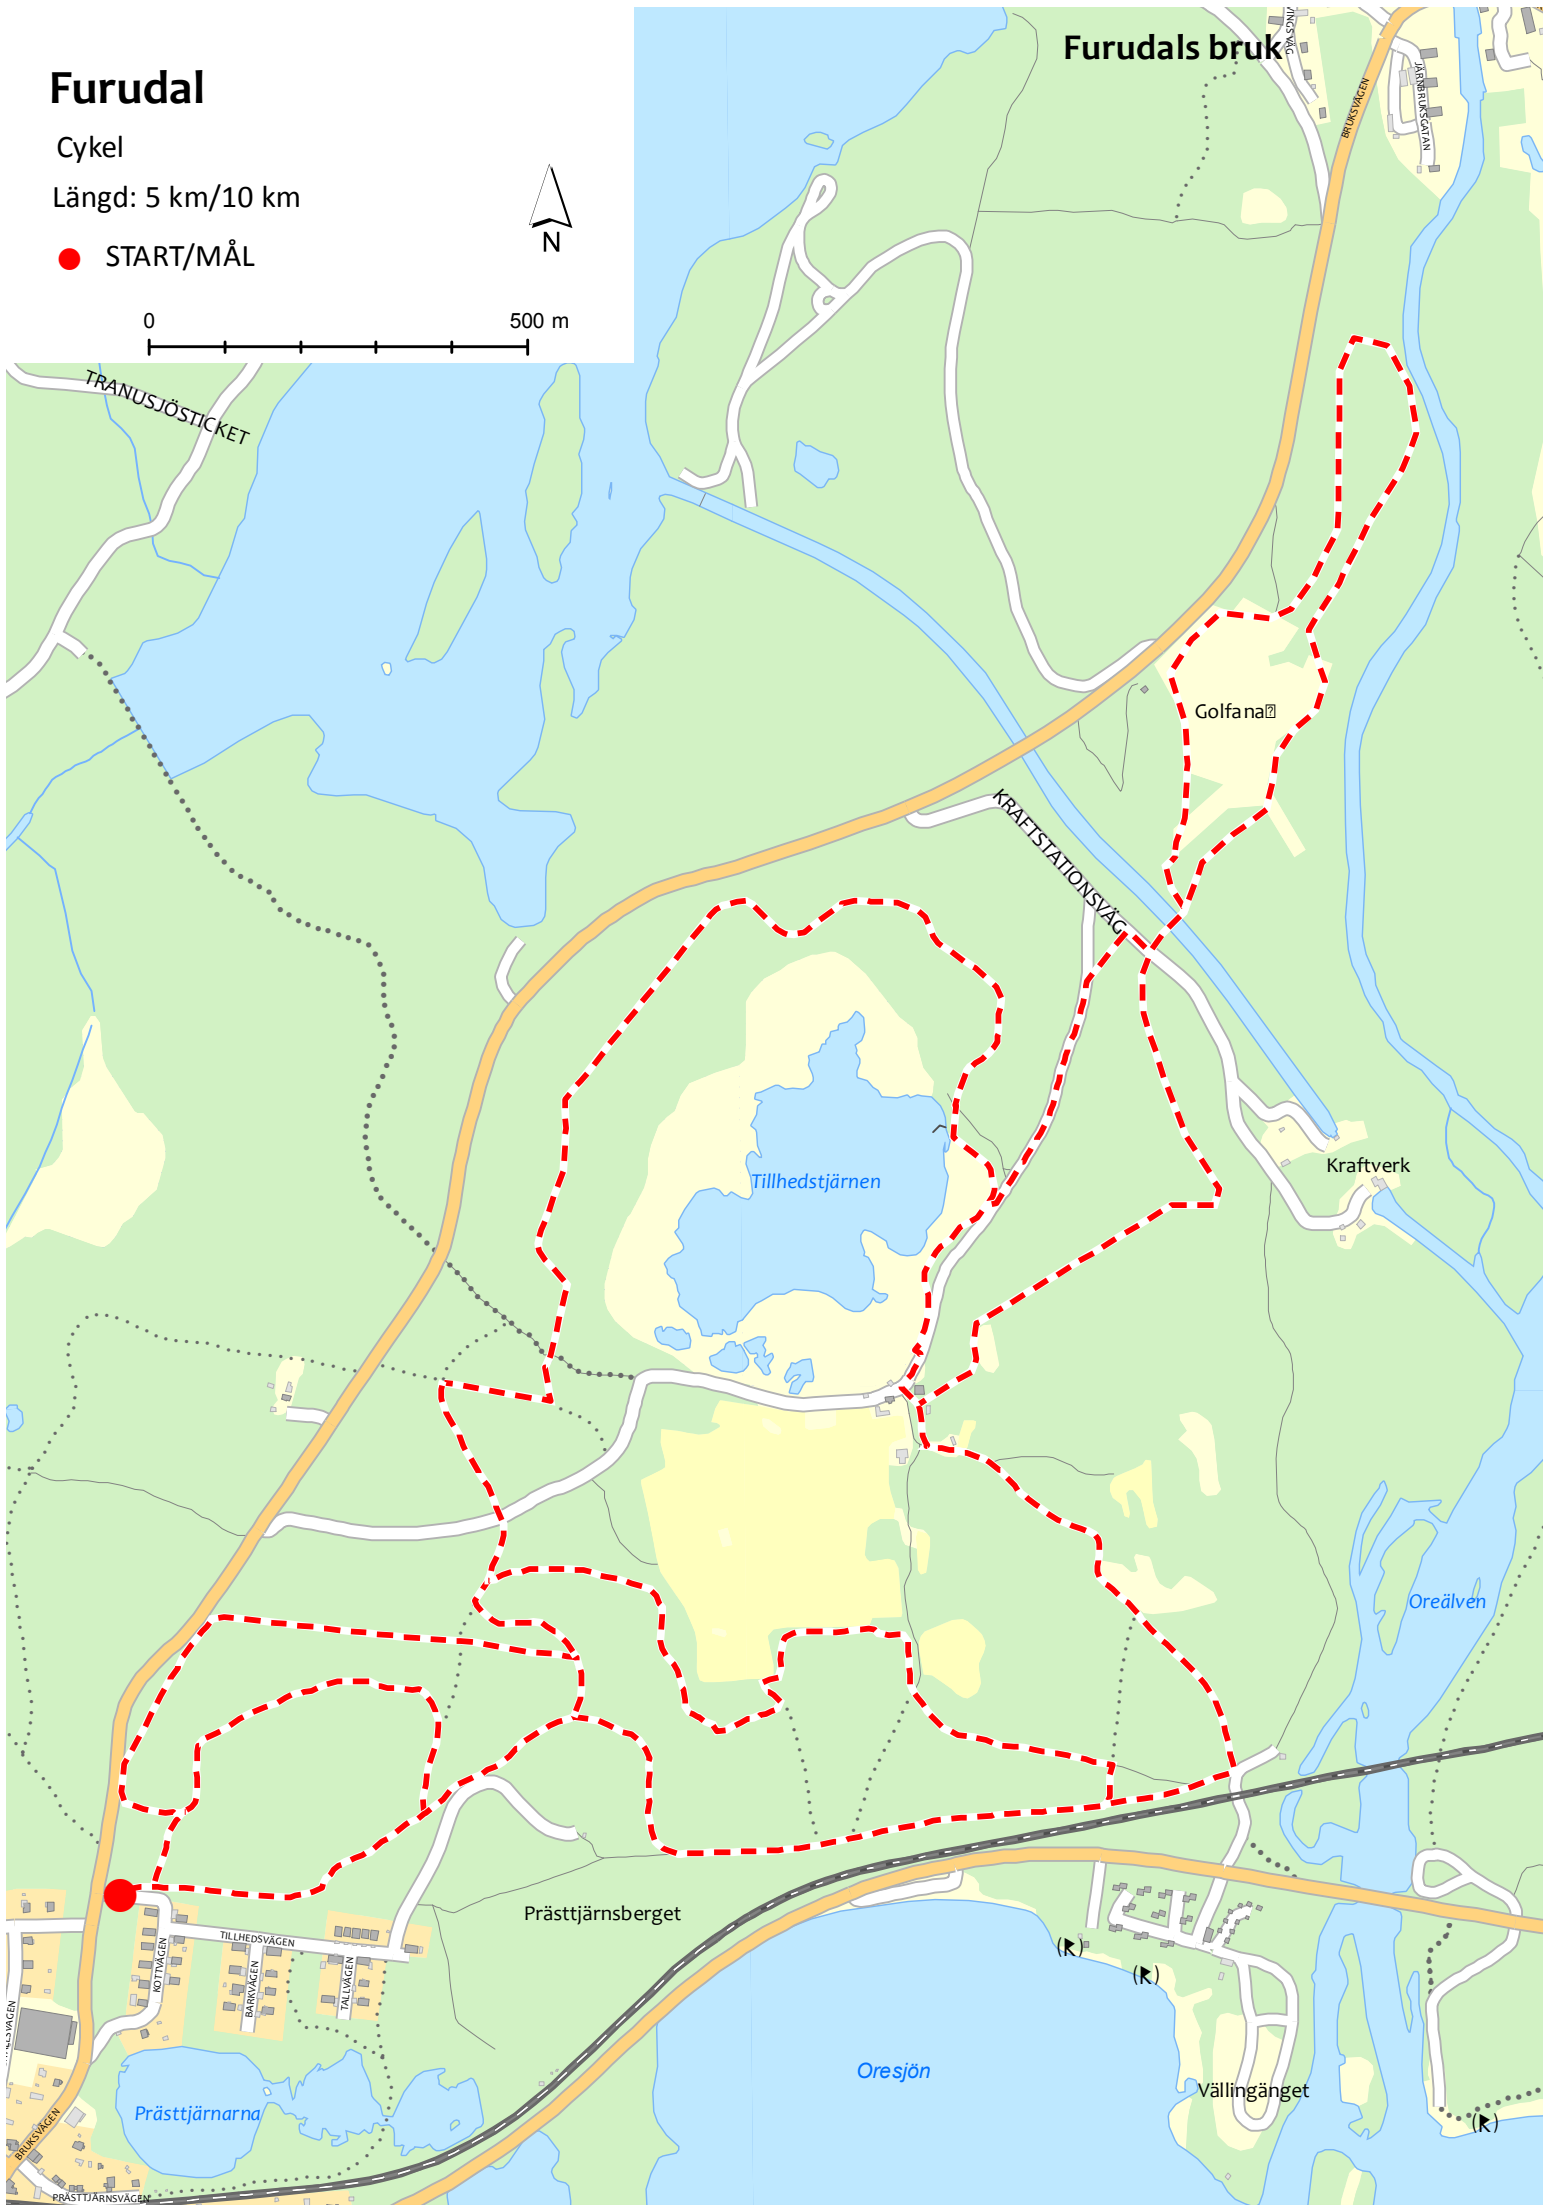 Furudal
Cykel
Längd: 5 km/10 km
START/MÅL
N
0 500 m
Furudals bruk
BRUKSVÄGEN
JÄRNBRUKSGATAN
TRANUSJÖSTICKET
Golfana
KRAFTSTATIONSVÄG
Kraftverk
Tillhedstjärnen
Oreälven
Prästtjärnsberget
TILLHEDSVÄGEN
KOTTVÄGEN
BARKVÄGEN
TALLVÄGEN
Oresjön
Vällingänget
Prästtjärnarna
BRUKSVÄGEN
PRÄSTTJÄRNSVÄGEN